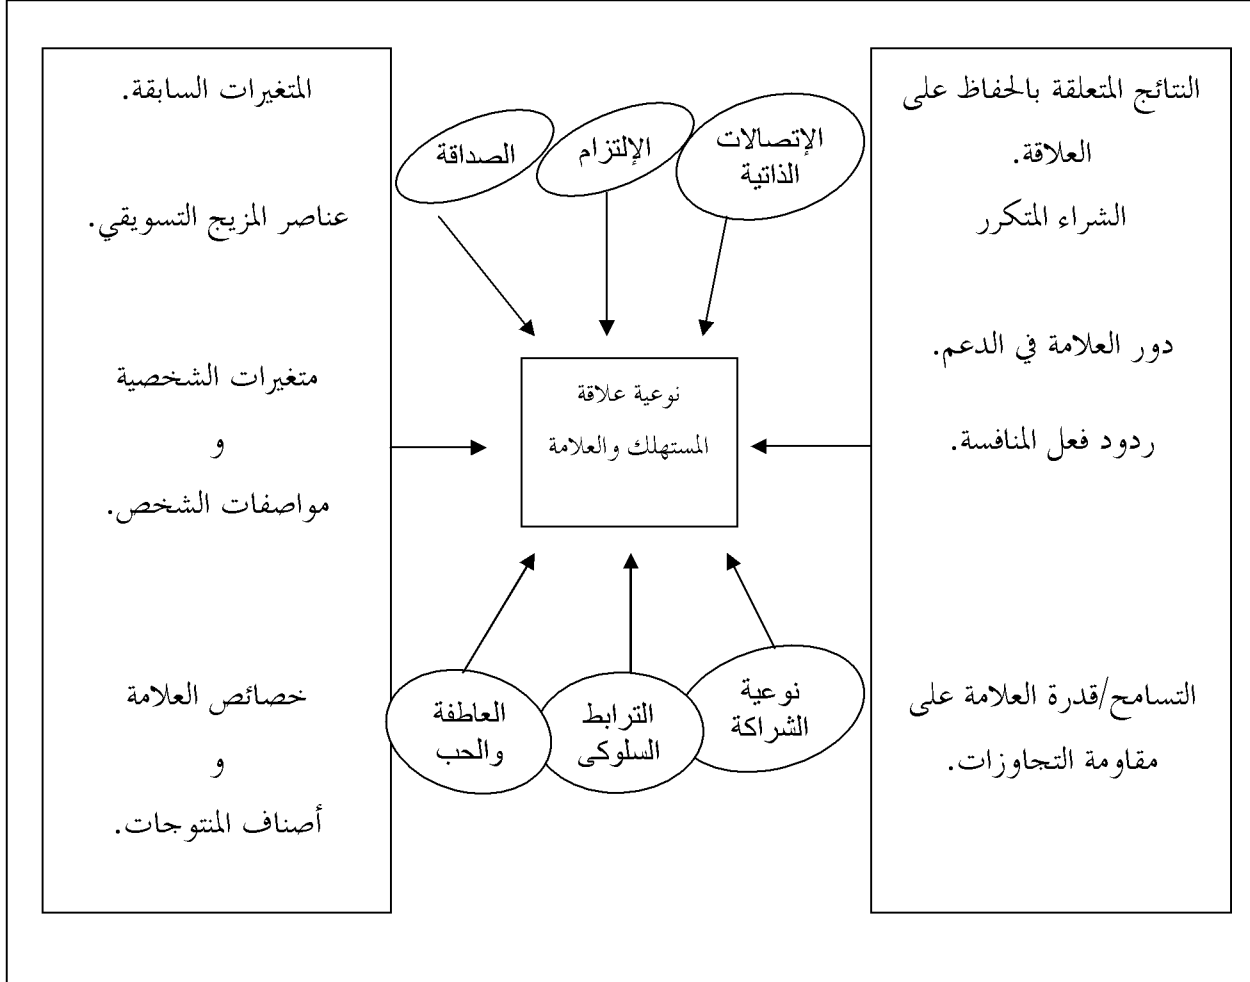 النتائج المتعلقة بالحفاظ على
العلاقة.
الشراء المتكرر
دور العلامة في الدعم.
ردود فعل المنافسة.
التسامح/قدرة العلامة على
مقاومة التجاوزات.
الإتصالات
الذاتية
الإلتزام
الصداقة
نوعية علاقة
المستهلك والعلامة
نوعية
الشراكة
الترابط
السلوكى
العاطفة
والحب
المتغيرات السابقة.
عناصر المزيج التسويقي.
متغيرات الشخصية
و
مواصفات الشخص.
خصائص العلامة
و
أصناف المنتوجات.